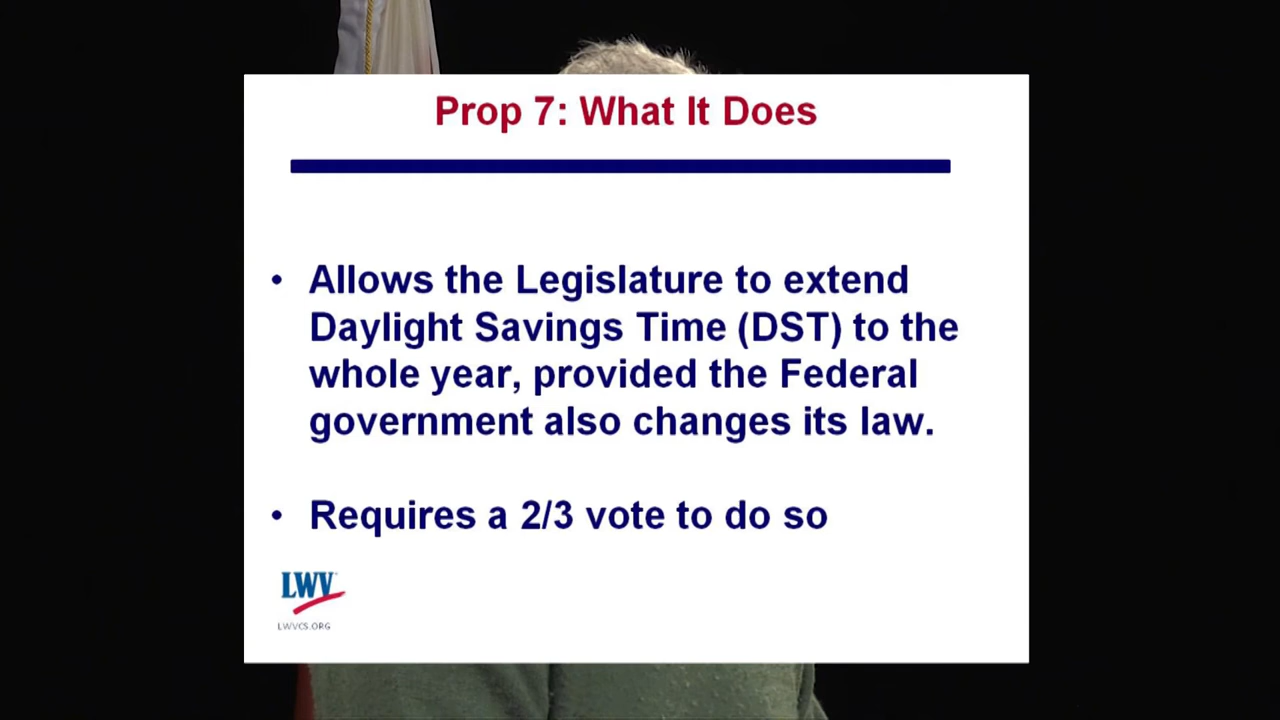 Prop 7: What It Does
• Allows the Legislature to extend
Daylight Savings Time (DST) to the
whole year, provided the Federal
government also changes its law.
• Requires a 2/3 vote to do so
LWV
LWVCS.ORG